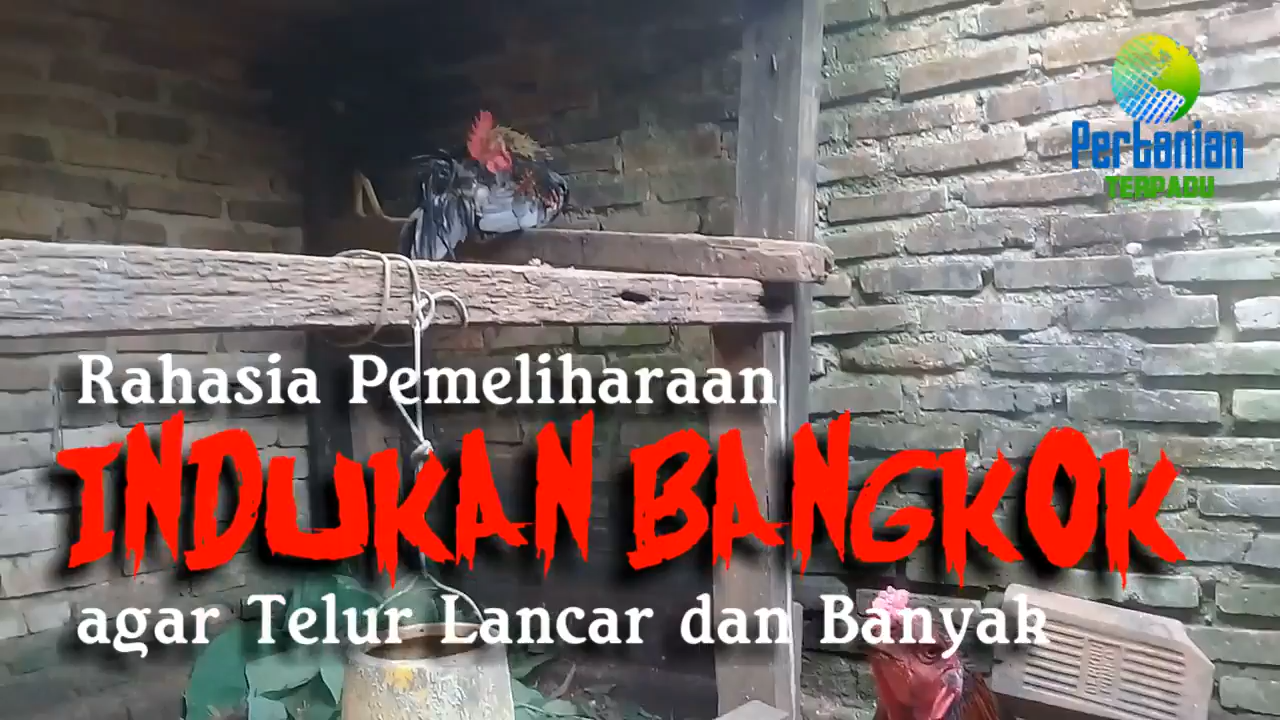 Pertanian
TERPADU
Rahasia Pemeliharaan
INDUKAN BANGKOK
agar Telur Lancar dan Banyak